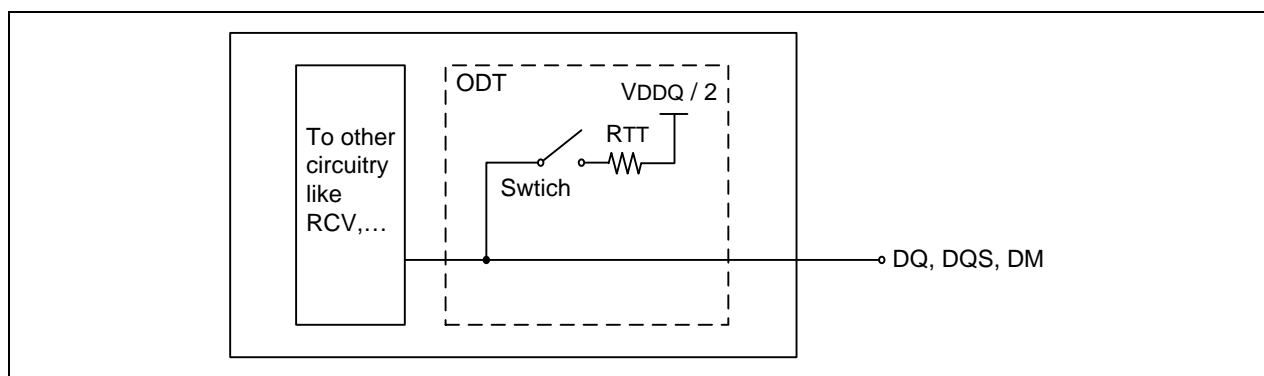 ODT
VDDQ / 2
To other
circuitry
like
RCV,…
RTT
Swtich
DQ, DQS, DM